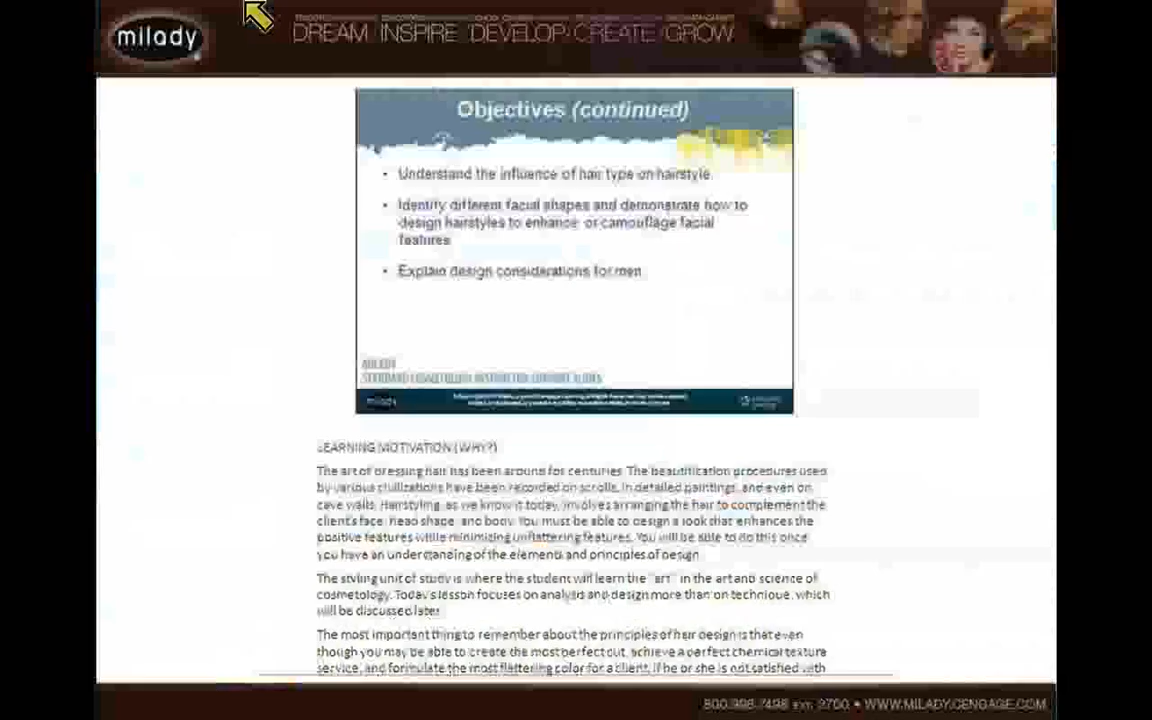 milady
DREAM INSPIRE DEVELOP CREATE GROW
Objectives (continued)
• Understand the influence of hair type on hairstyle.
• Identify different facial shapes and demonstrate how to
design hairstyles to enhance or camouflage facial
features
• Explain design considerations for men
MILADY
milady
LEARNING MOTIVATION (WHY?)
The art of dressing hair has been around for centuries. The beautification procedures used
by various civilizations have been recorded on scrolls, in detailed paintings, and even on
cave walls. Hairstyling, as we know it today, involves arranging the hair to complement the
client's face, head shape, and body. You must be able to design a look that enhances the
positive features while minimizing unflattering features. You will be able to do this once
you have an understanding of the elements and principles of design.
The styling unit of study is where the student will learn the "art" in the art and science of
cosmetology. Today's lesson focuses on analysis and design more than on technique, which
will be discussed later.
The most important thing to remember about the principles of hair design is that even
though you may be able to create the most perfect cut, achieve a perfect chemical texture
service, and formulate the most flattering color for a client, if he or she is not satisfied with
800.998.7498 EXT. 2700 • WWW.MILADY.CENGAGE.COM